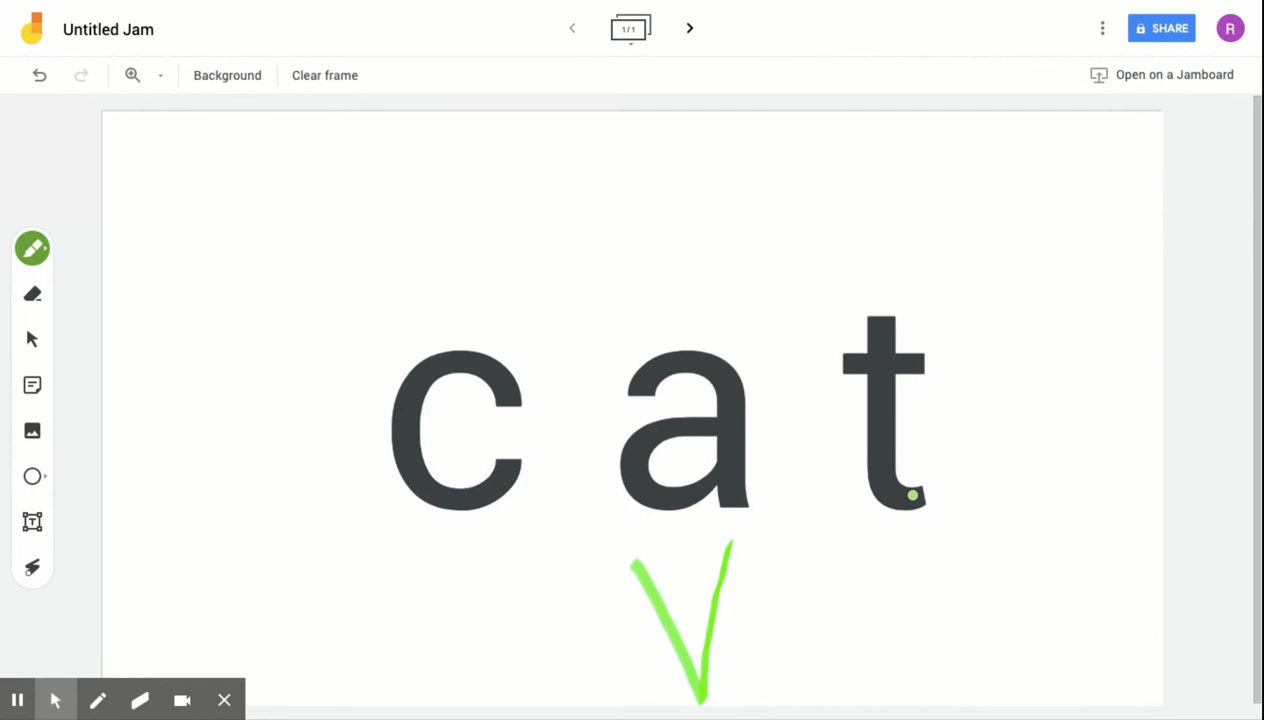 Untitled Jam
1/1
SHARE
R
Background
Clear frame
Open on a Jamboard
c a t
V